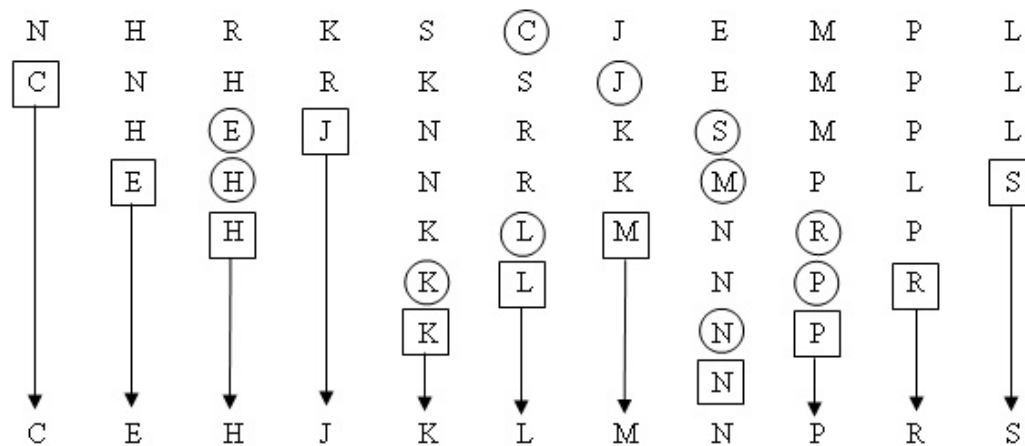 N H R K S C J E M P L
C N H R K S J E M P L
H E J N R K S M P L
E H N R K M P L S
H K L M N R P
K L N P R
K N P
N
C E H J K L M N P R S